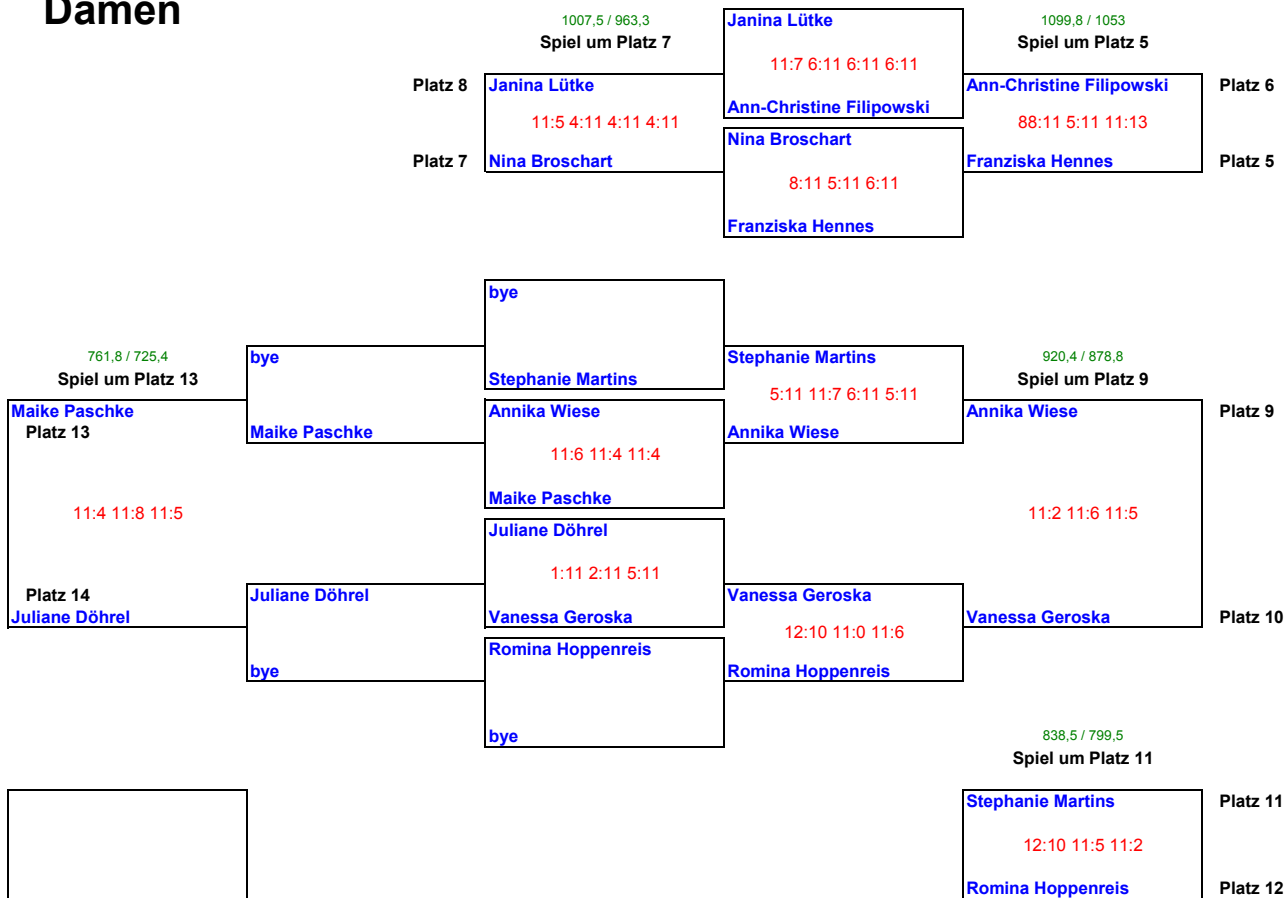 Damen
1007,5 / 963,3
Janina Lütke
1099,8 / 1053
Spiel um Platz 7
Spiel um Platz 5
11:7 6:11 6:11 6:11
Platz 8
Janina Lütke
Ann-Christine Filipowski
Platz 6
Ann-Christine Filipowski
11:5 4:11 4:11 4:11
88:11 5:11 11:13
Nina Broschart
Platz 7
Nina Broschart
Franziska Hennes
Platz 5
8:11 5:11 6:11
Franziska Hennes
bye
761,8 / 725,4
bye
Stephanie Martins
920,4 / 878,8
Spiel um Platz 13
Stephanie Martins
Spiel um Platz 9
5:11 11:7 6:11 5:11
Maike Paschke
Annika Wiese
Annika Wiese
Platz 9
Platz 13
Maike Paschke
Annika Wiese
11:6 11:4 11:4
Maike Paschke
11:4 11:8 11:5
11:2 11:6 11:5
Juliane Döhrel
1:11 2:11 5:11
Platz 14
Juliane Döhrel
Vanessa Geroska
Juliane Döhrel
Vanessa Geroska
Vanessa Geroska
Platz 10
12:10 11:0 11:6
Romina Hoppenreis
bye
Romina Hoppenreis
bye
838,5 / 799,5
Spiel um Platz 11
Stephanie Martins
Platz 11
12:10 11:5 11:2
Romina Hoppenreis
Platz 12